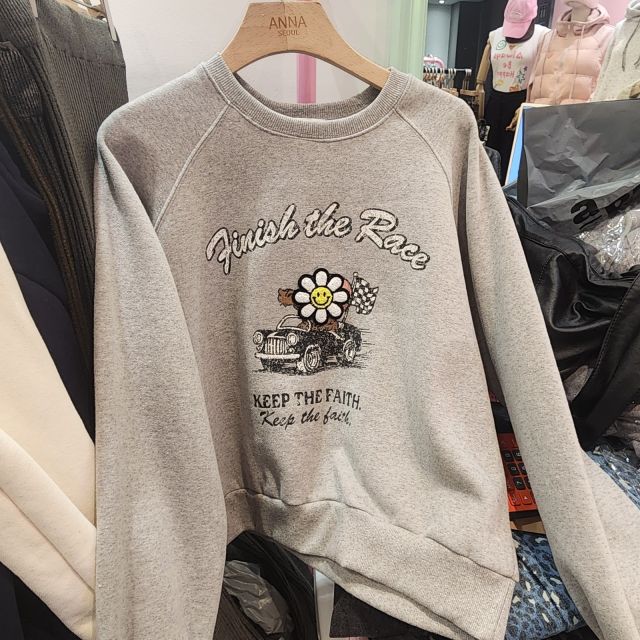 ANNA
SEOUL
Finish the Race
KEEP THE FAITH.
Keep the faith.